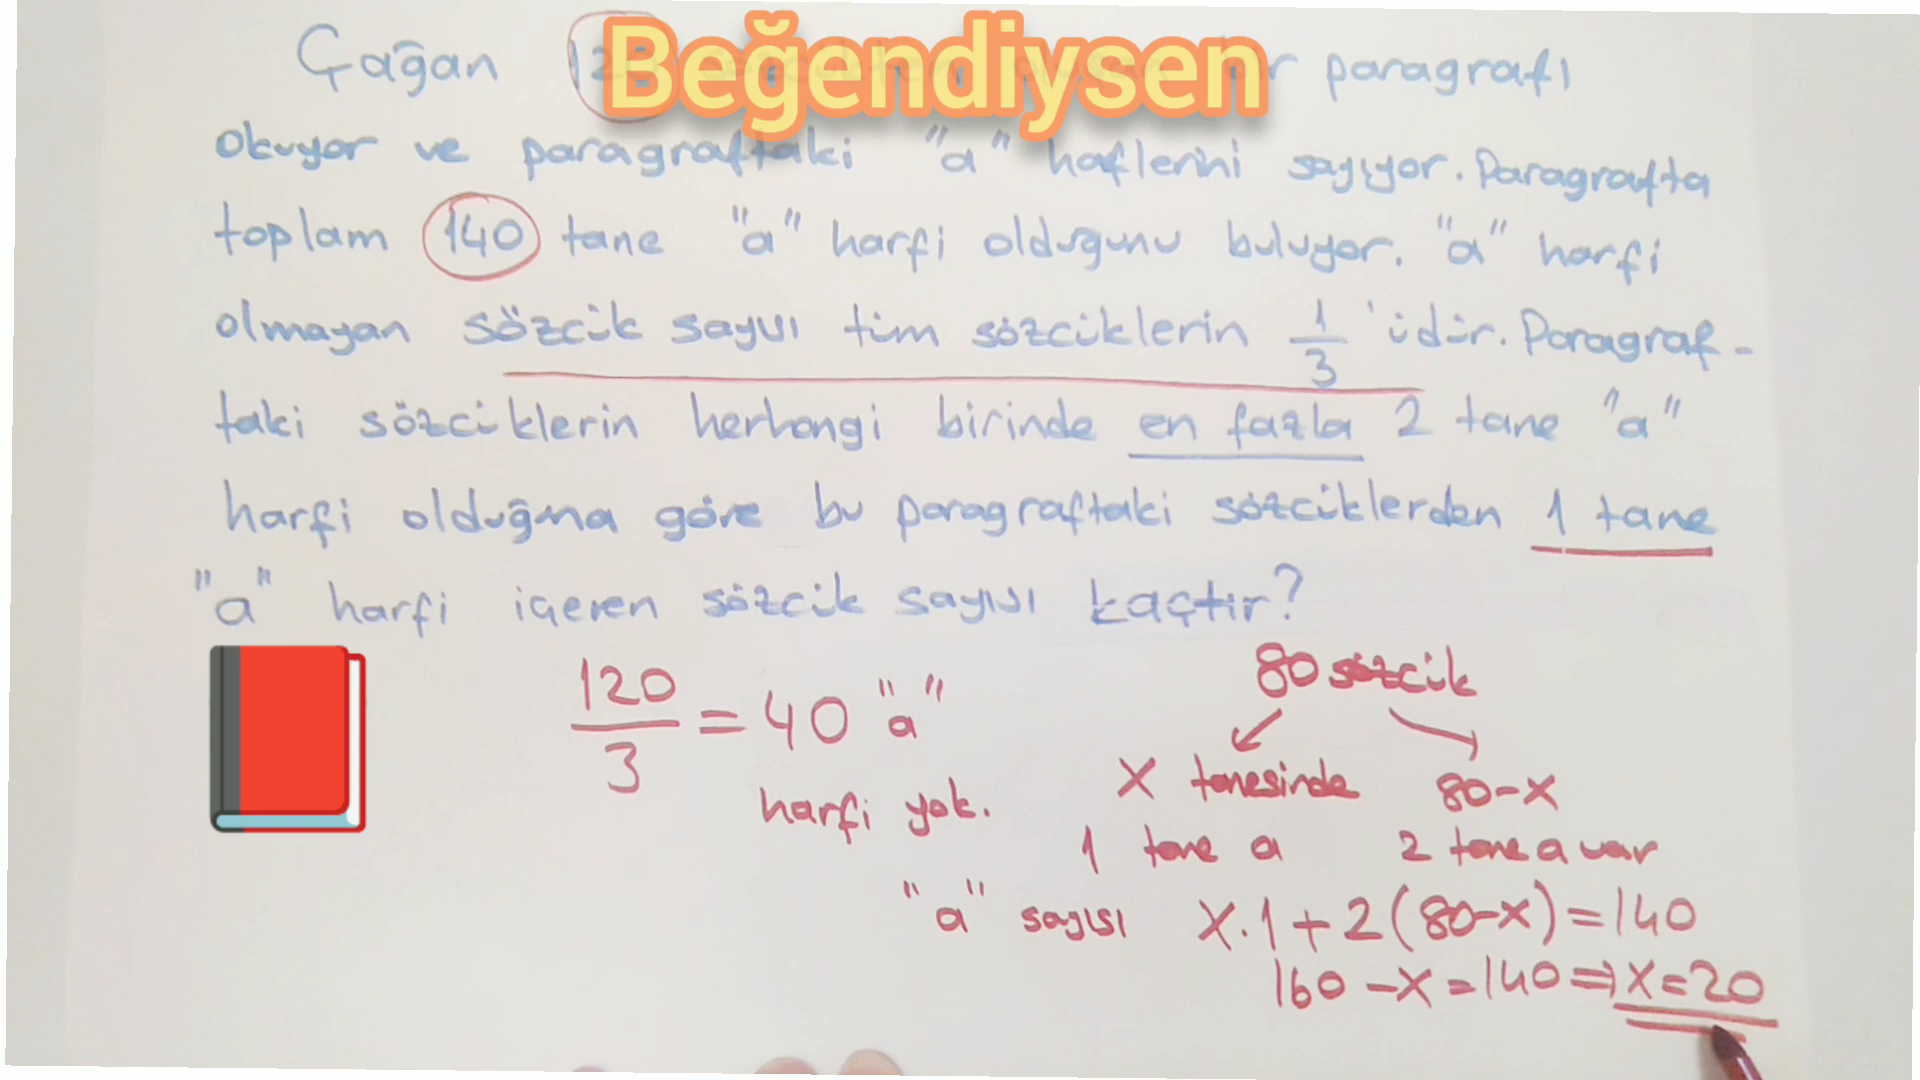 Beğendiysen
Çağan paragrafı
okuyor ve paragraftaki "a" haflerini sayıyor. Paragrafta
toplam 140 tane "a" harfi olduğunu buluyor. "a" harfi
olmayan sözcük sayısı tüm sözcüklerin 1/3 'üdür. Paragraf-
taki sözcüklerin herhangi birinde en fazla 2 tane "a"
harfi olduğuna göre bu paragraftaki sözcüklerden 1 tane
"a" harfi içeren sözcük sayısı kaçtır?
120/3 = 40 "a"
harfi yok.
80 sözcük
x tanesinde 80-x
1 tane a 2 tane a var
"a" sayısı x.1+2(80-x)=140
160-x=140⇒x=20